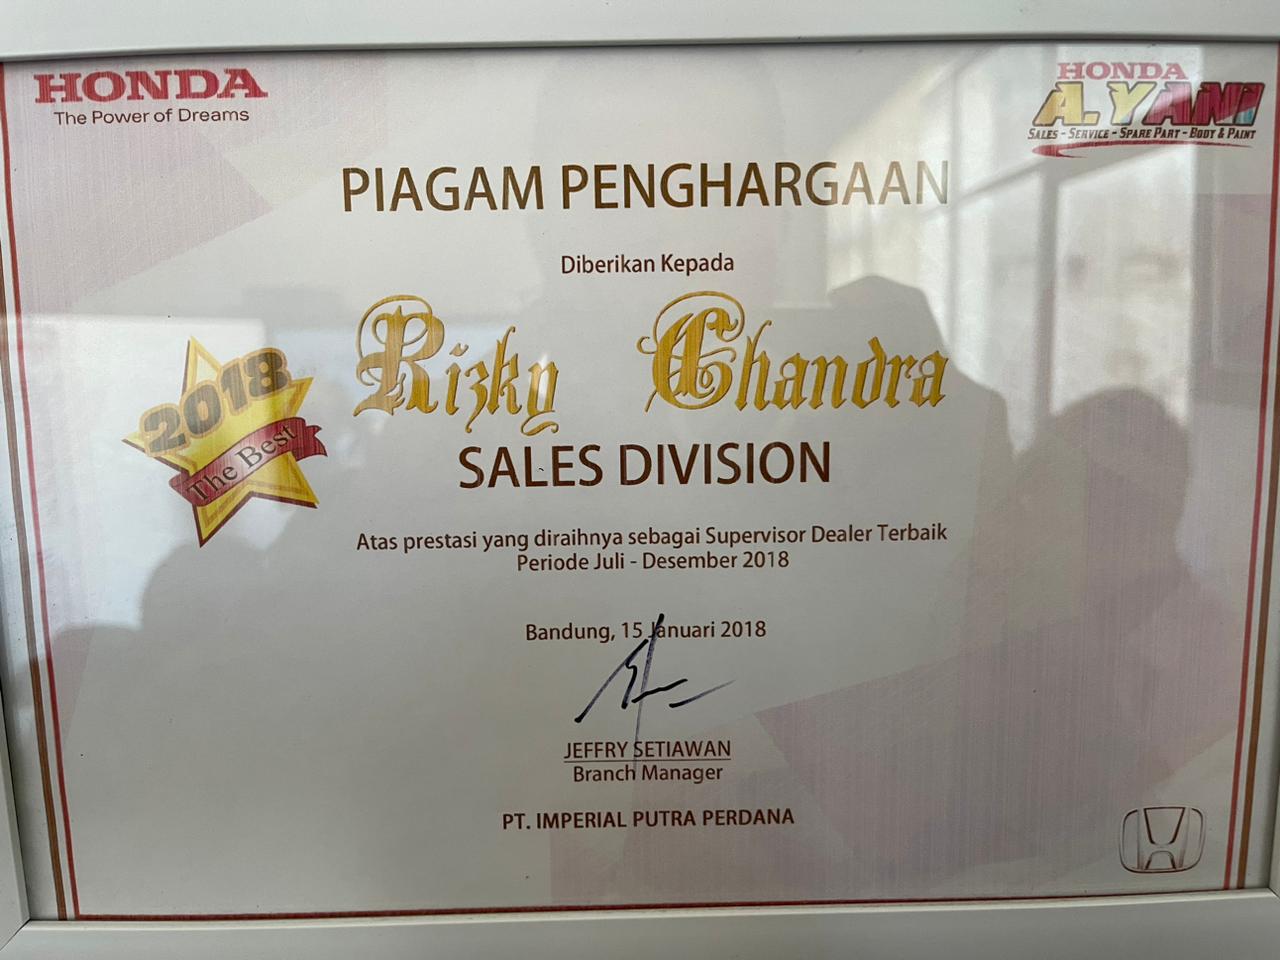 HONDA
The Power of Dreams
HONDA
A. YANI
SALES - SERVICE - SPARE PART - BODY & PAINT
PIAGAM PENGHARGAAN
Diberikan Kepada
Rizky Chandra
2018
The Best
SALES DIVISION
Atas prestasi yang diraihnya sebagai Supervisor Dealer Terbaik
Periode Juli - Desember 2018
Bandung, 15 Januari 2018
JEFFRY SETIAWAN
Branch Manager
PT. IMPERIAL PUTRA PERDANA